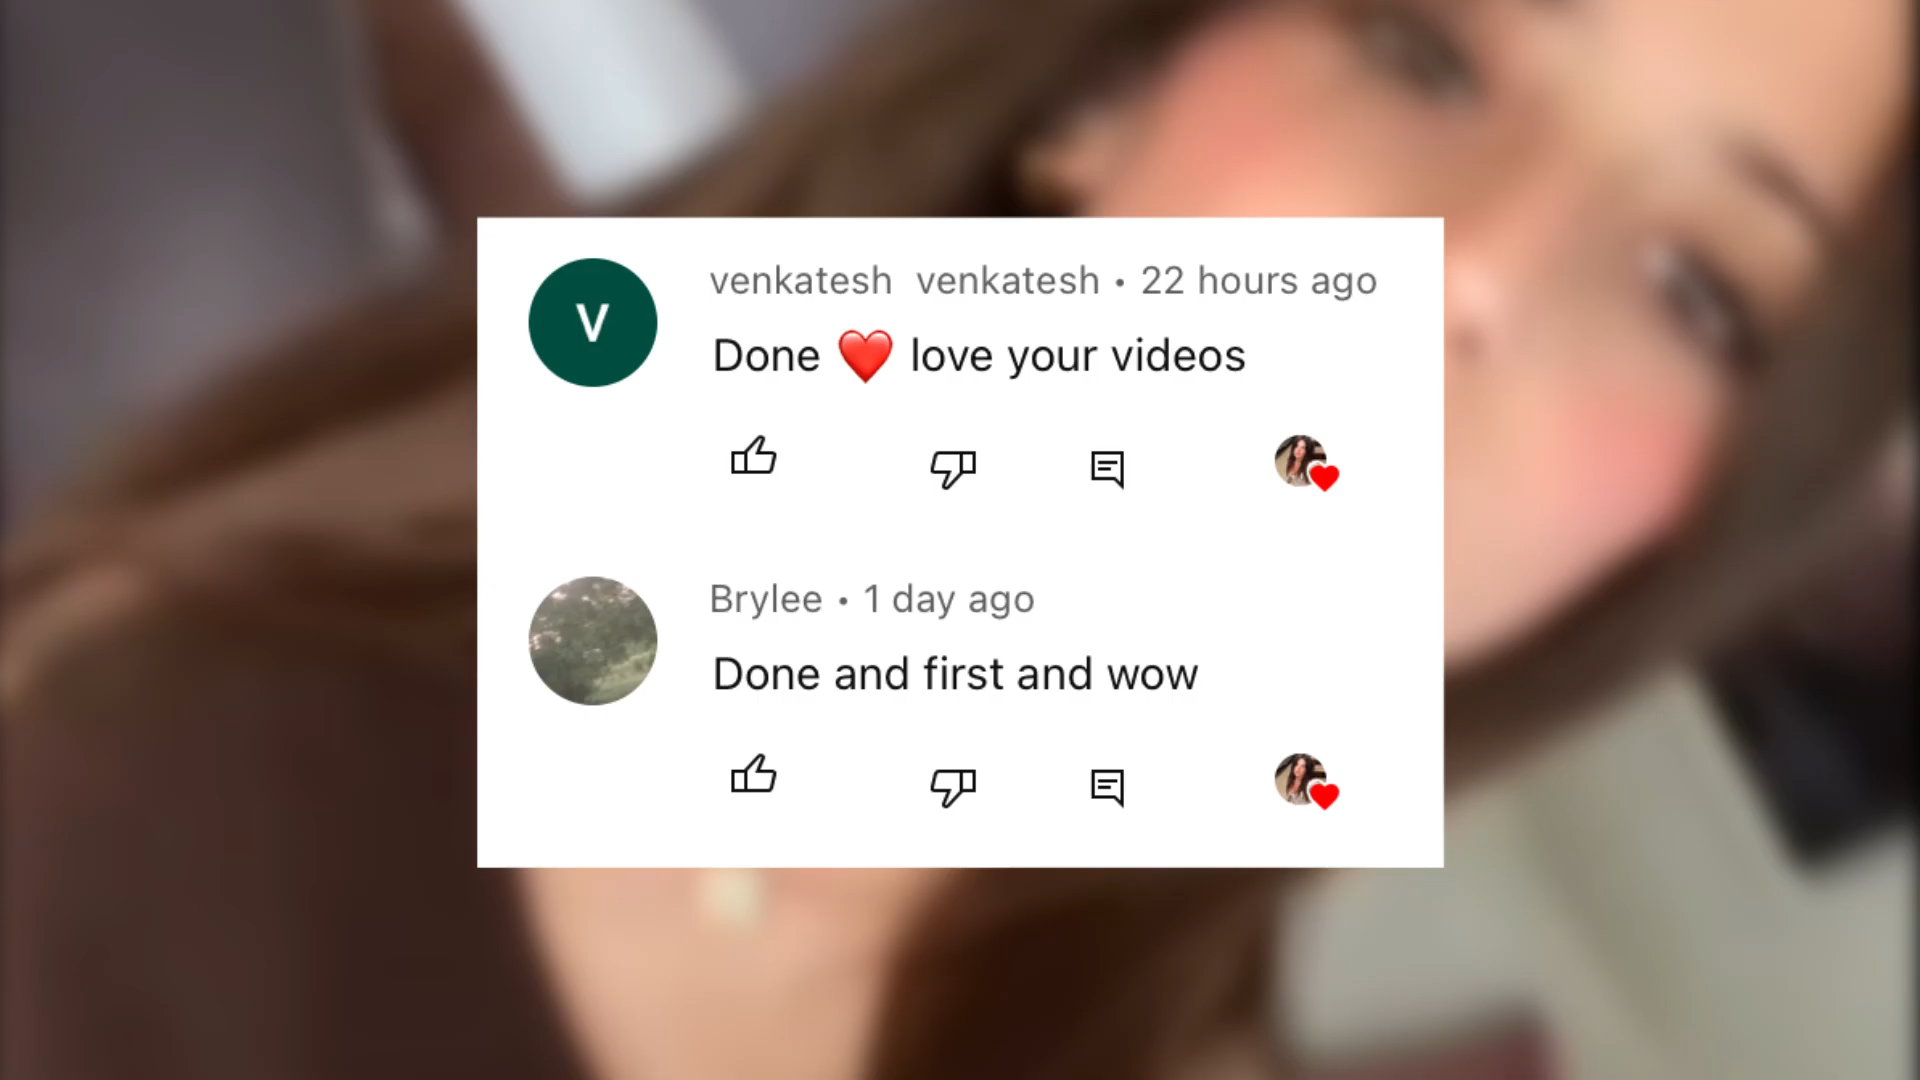 V
venkatesh venkatesh • 22 hours ago
Done ❤️ love your videos
Brylee • 1 day ago
Done and first and wow